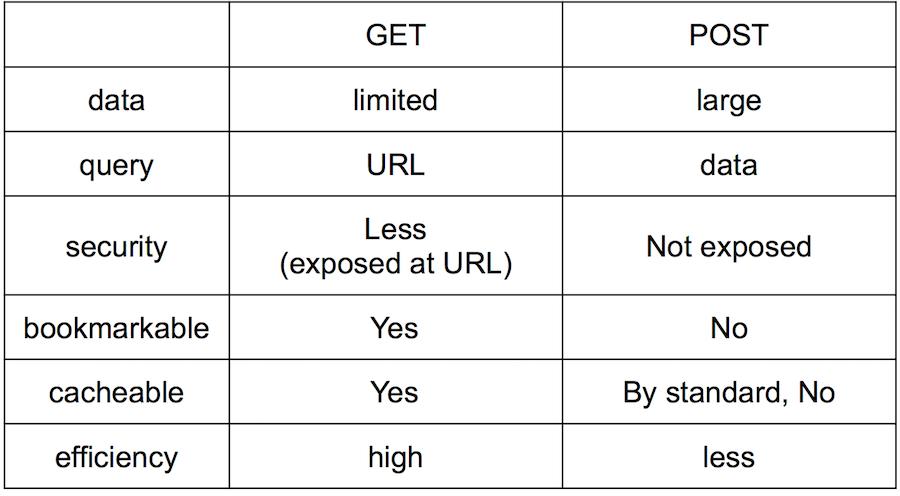 GET POST
data limited large
query URL data
security Less
(exposed at URL) Not exposed
bookmarkable Yes No
cacheable Yes By standard, No
efficiency high less